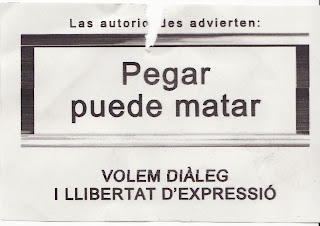 Las autoridades advierten:
Pegar
puede matar
VOLEM DIÀLEG
I LLIBERTAT D'EXPRESSIÓ